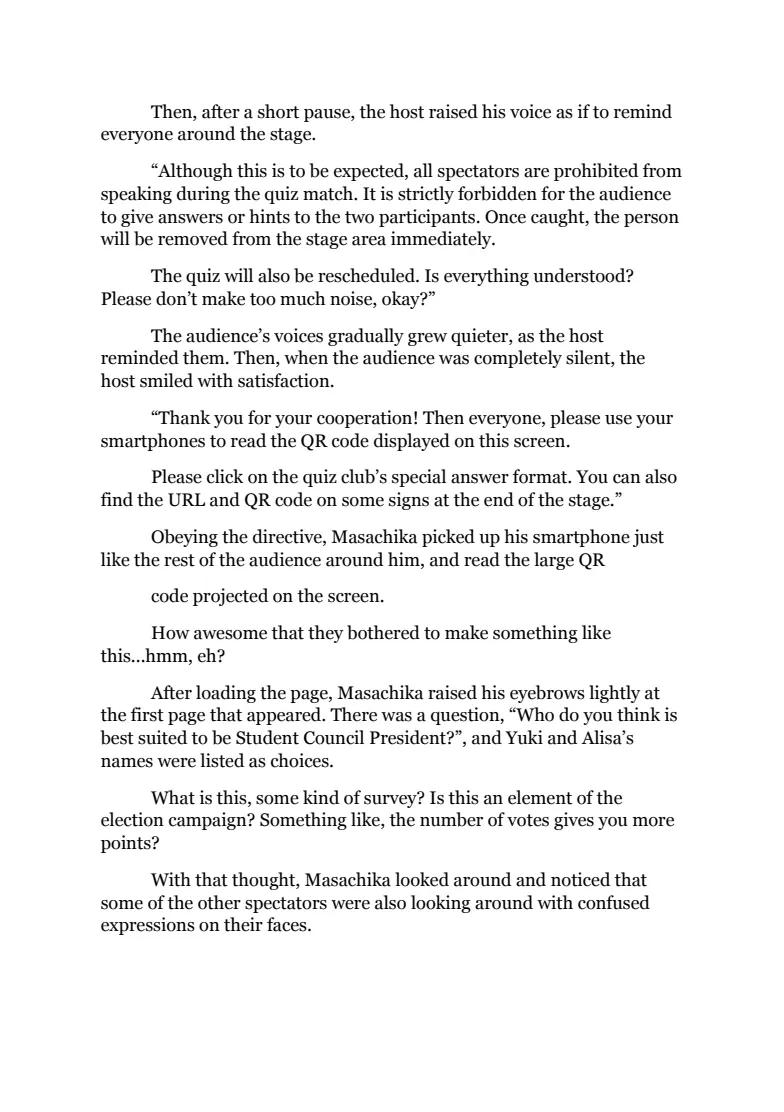 Then, after a short pause, the host raised his voice as if to remind
everyone around the stage.
“Although this is to be expected, all spectators are prohibited from
speaking during the quiz match. It is strictly forbidden for the audience
to give answers or hints to the two participants. Once caught, the person
will be removed from the stage area immediately.
The quiz will also be rescheduled. Is everything understood?
Please don’t make too much noise, okay?”
The audience’s voices gradually grew quieter, as the host
reminded them. Then, when the audience was completely silent, the
host smiled with satisfaction.
“Thank you for your cooperation! Then everyone, please use your
smartphones to read the QR code displayed on this screen.
Please click on the quiz club’s special answer format. You can also
find the URL and QR code on some signs at the end of the stage.”
Obeying the directive, Masachika picked up his smartphone just
like the rest of the audience around him, and read the large QR
code projected on the screen.
How awesome that they bothered to make something like
this...hmm, eh?
After loading the page, Masachika raised his eyebrows lightly at
the first page that appeared. There was a question, “Who do you think is
best suited to be Student Council President?”, and Yuki and Alisa’s
names were listed as choices.
What is this, some kind of survey? Is this an element of the
election campaign? Something like, the number of votes gives you more
points?
With that thought, Masachika looked around and noticed that
some of the other spectators were also looking around with confused
expressions on their faces.